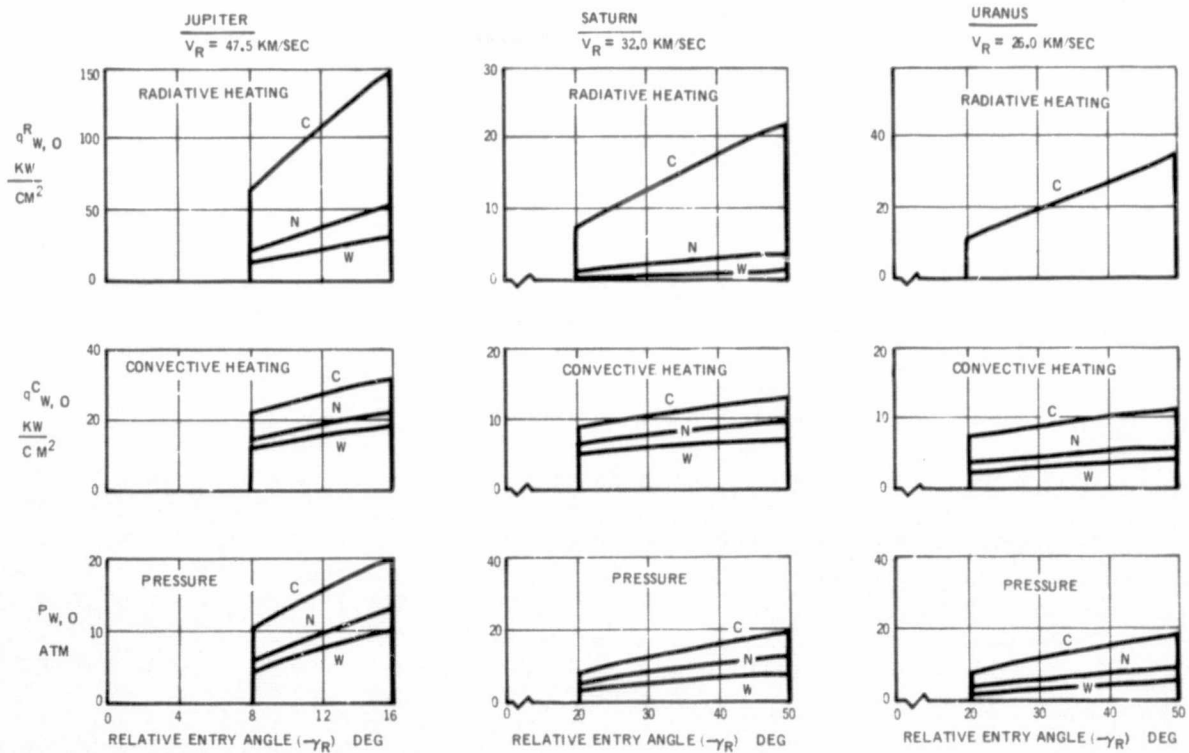 JUPITER
V_R = 47.5 KM/SEC
SATURN
V_R = 32.0 KM/SEC
URANUS
V_R = 26.0 KM/SEC
q^R_W, O
KW
CM²
150
100
50
0
RADIATIVE HEATING
C
N
W
30
20
10
0
RADIATIVE HEATING
C
N
W
40
20
0
RADIATIVE HEATING
C
q^C_W, O
KW
CM²
40
20
0
CONVECTIVE HEATING
C
N
W
20
10
0
CONVECTIVE HEATING
C
N
W
20
10
0
CONVECTIVE HEATING
C
N
W
P_W, O
ATM
20
10
0
PRESSURE
C
N
W
0 4 8 12 16
RELATIVE ENTRY ANGLE (-γ_R) DEG
40
20
0
PRESSURE
C
N
W
0 20 30 40 50
RELATIVE ENTRY ANGLE (-γ_R) DEG
40
20
0
PRESSURE
C
N
W
0 20 30 40 50
RELATIVE ENTRY ANGLE (-γ_R) DEG